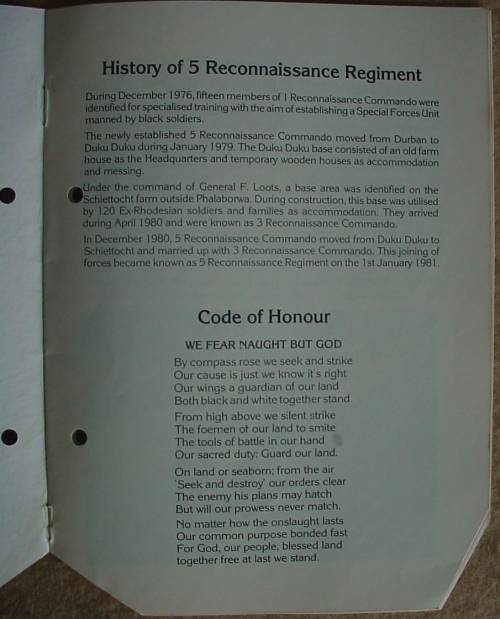 History of 5 Reconnaissance Regiment
During December 1976, fifteen members of 1 Reconnaissance Commando were
identified for specialised training with the aim of establishing a Special Forces Unit
manned by black soldiers.
The newly established 5 Reconnaissance Commando moved from Durban to
Duku Duku during January 1979. The Duku Duku base consisted of an old farm
house as the Headquarters and temporary wooden houses as accommodation
and messing.
Under the command of General F. Loots, a base area was identified on the
Schiettocht farm outside Phalaborwa. During construction, this base was utilised
by 120 Ex-Rhodesian soldiers and families as accommodation. They arrived
during April 1980 and were known as 3 Reconnaissance Commando.
In December 1980, 5 Reconnaissance Commando moved from Duku Duku to
Schiettocht and married up with 3 Reconnaissance Commando. This joining of
forces became known as 5 Reconnaissance Regiment on the 1st January 1981.
Code of Honour
WE FEAR NAUGHT BUT GOD
By compass rose we seek and strike
Our cause is just we know it's right
Our wings a guardian of our land
Both black and white together stand.
From high above we silent strike
The foemen of our land to smite
The tools of battle in our hand
Our sacred duty: Guard our land.
On land or seaborn; from the air
'Seek and destroy' our orders clear
The enemy his plans may hatch
But will our prowess never match.
No matter how the onslaught lasts
Our common purpose bonded fast
For God, our people, blessed land
together free at last we stand.